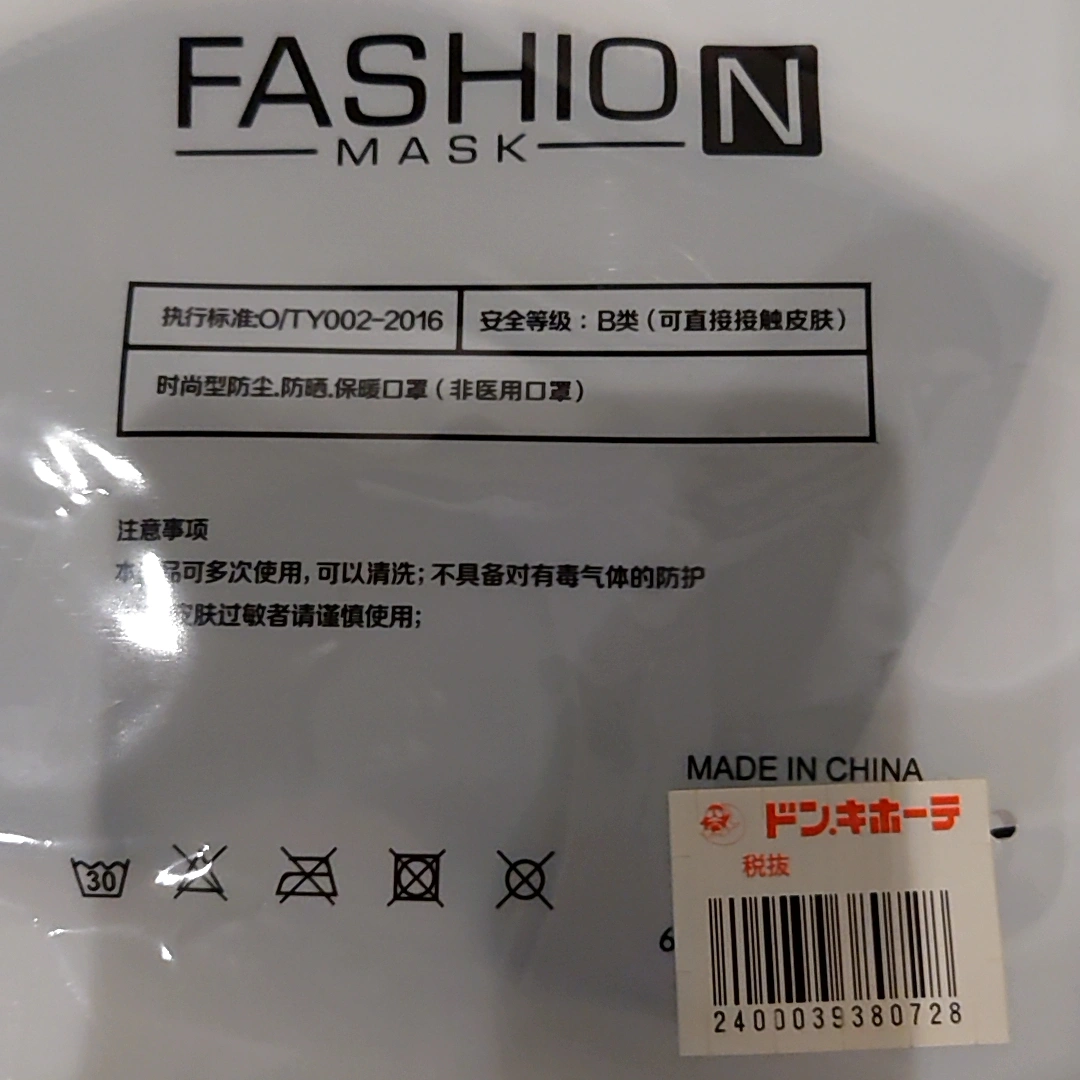 FASHION
MASK
执行标准:O/TY002-2016
安全等级：B类（可直接接触皮肤）
时尚型防尘.防晒.保暖口罩（非医用口罩）
注意事项
本 品可多次使用，可以清洗；不具备对有毒气体的防护
皮肤过敏者请谨慎使用；
MADE IN CHINA
ドン.キホーテ
税抜
30
6
2400039380728